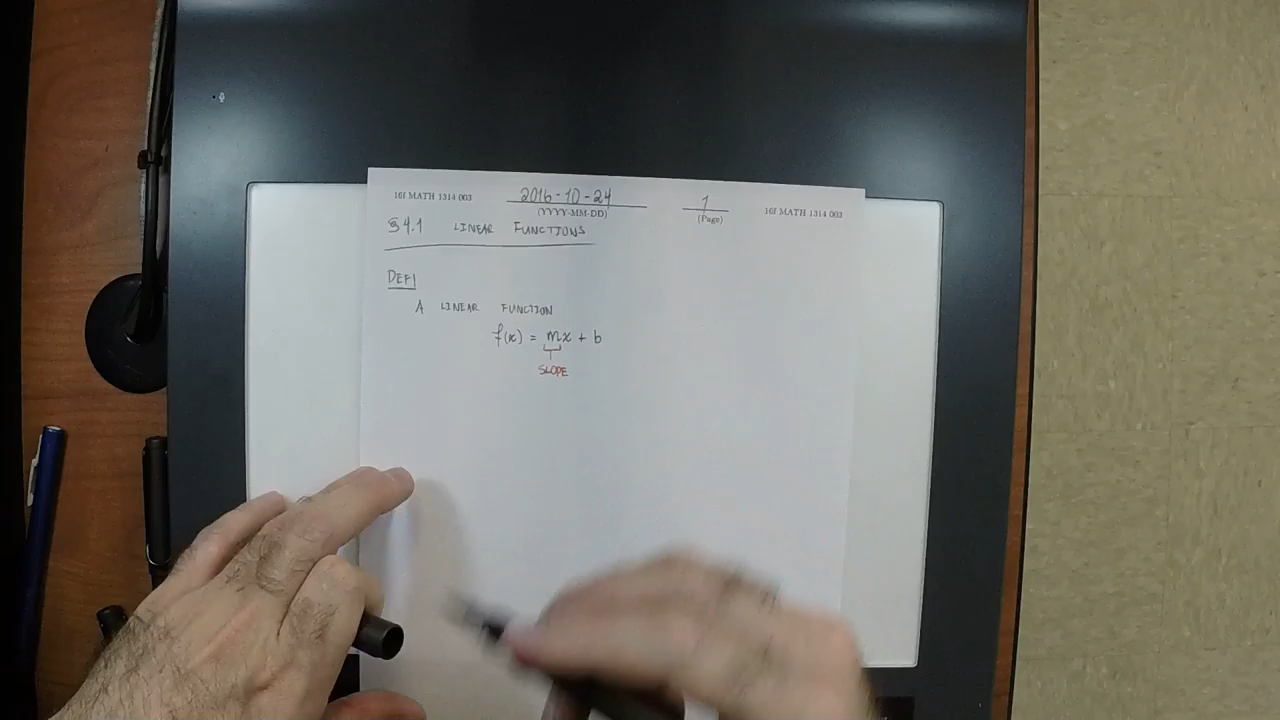 16f MATH 1314 003 2016-10-24 1 16f MATH 1314 003
(YYYY-MM-DD) (Page)
§4.1 LINEAR FUNCTIONS
DEF1
A LINEAR FUNCTION
f(x) = mx + b
SLOPE